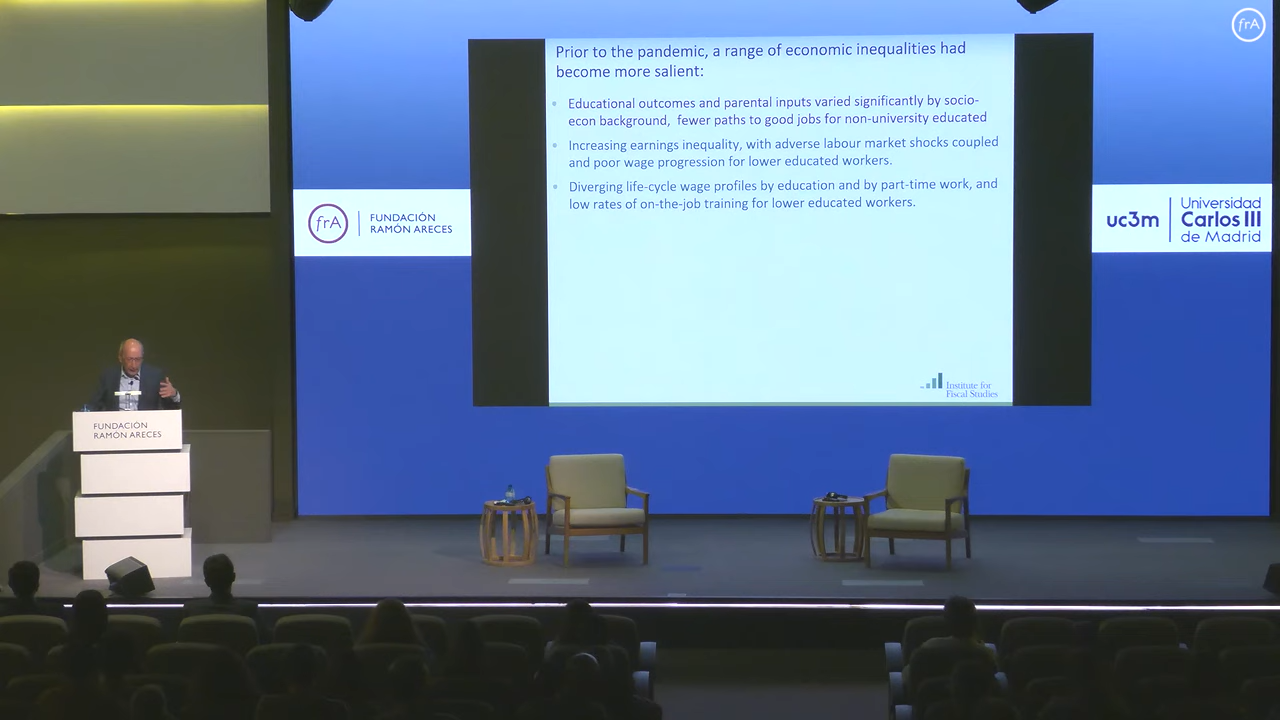 frA
Prior to the pandemic, a range of economic inequalities had
become more salient:
• Educational outcomes and parental inputs varied significantly by socio-
econ background, fewer paths to good jobs for non-university educated
• Increasing earnings inequality, with adverse labour market shocks coupled
and poor wage progression for lower educated workers.
• Diverging life-cycle wage profiles by education and by part-time work, and
low rates of on-the-job training for lower educated workers.
Institute for
Fiscal Studies
frA
FUNDACIÓN
RAMÓN ARECES
uc3m
Universidad
Carlos III
de Madrid
FUNDACIÓN
RAMÓN ARECES